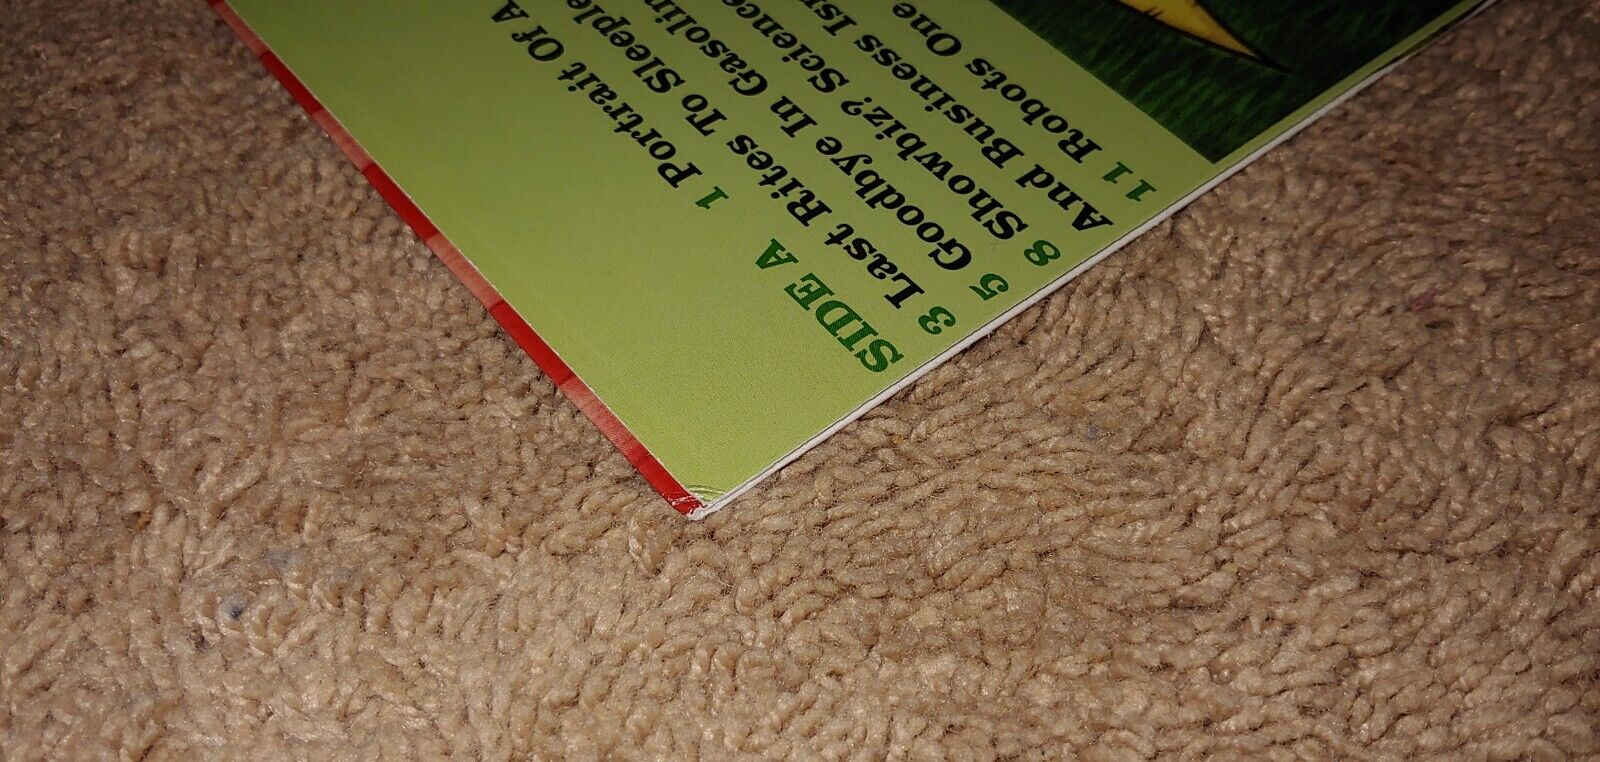 SIDE A 1 Portrait Of A
3 Last Rites To Sleeple
5 Goodbye In Gasolin
8 Showbiz? Science
And Business Isn
11 Robots One